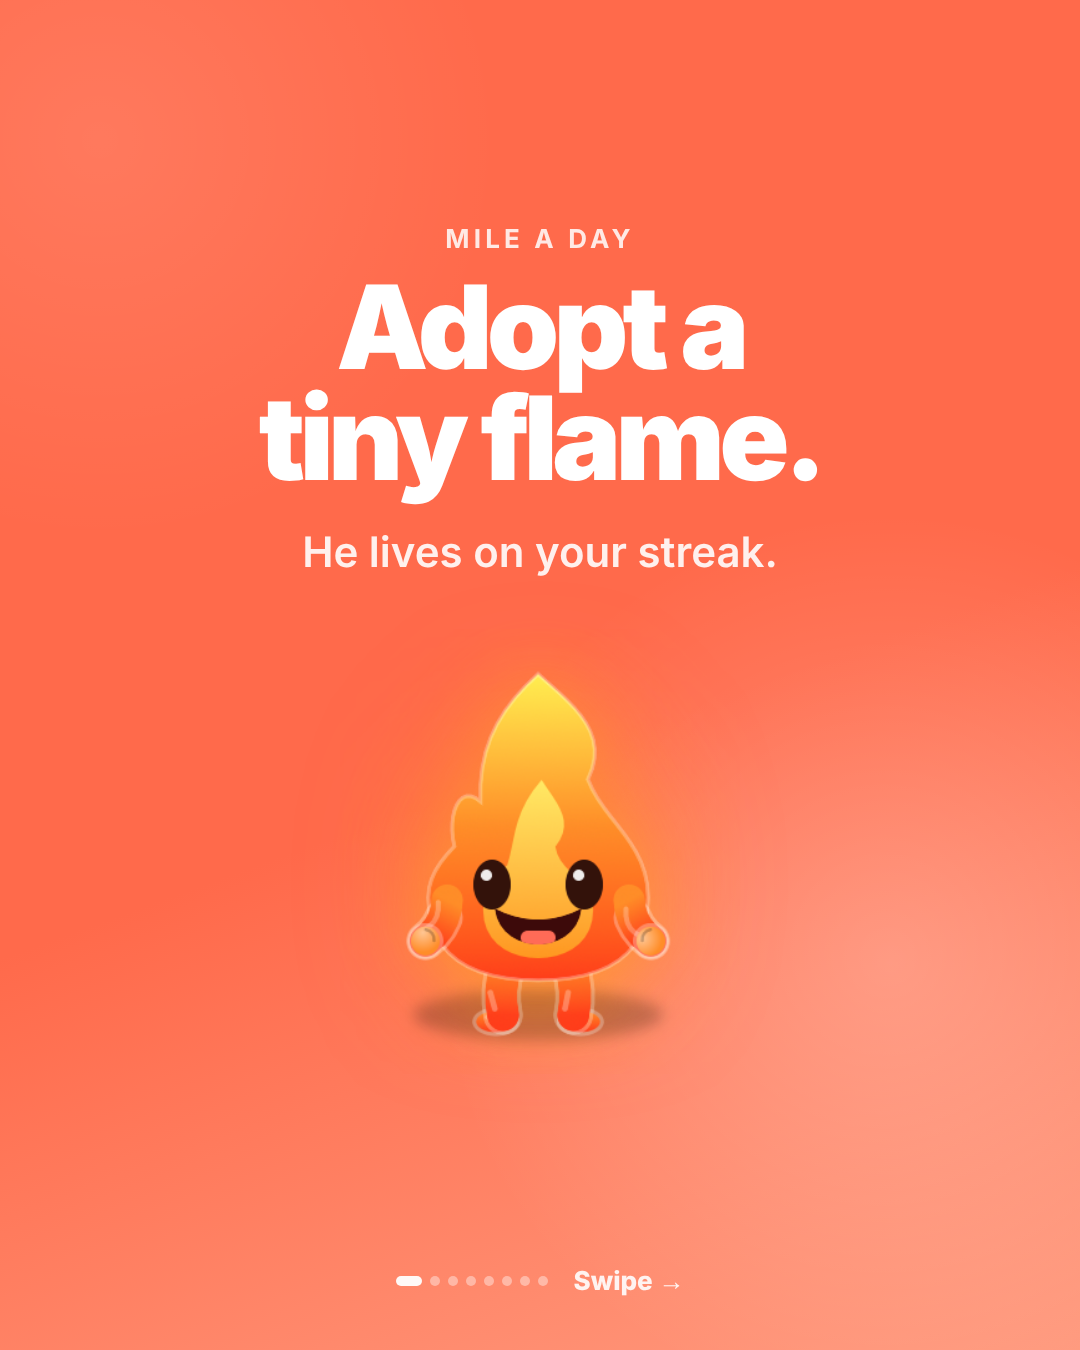 MILE A DAY
Adopt a
tiny flame.
He lives on your streak.
Swipe →